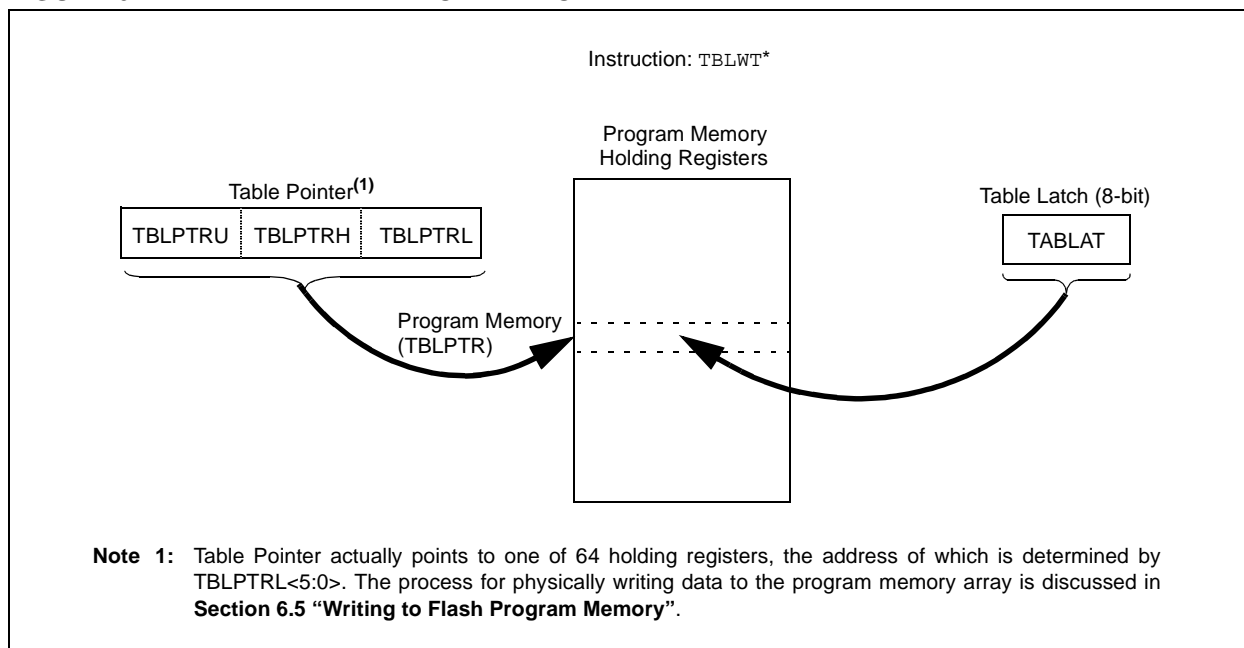 Instruction: TBLWT*
Program Memory
Holding Registers
Table Pointer(1)
Table Latch (8-bit)
TBLPTRU TBLPTRH TBLPTRL
TABLAT
Program Memory
(TBLPTR)
Note 1: Table Pointer actually points to one of 64 holding registers, the address of which is determined by
TBLPTRL<5:0>. The process for physically writing data to the program memory array is discussed in
Section 6.5 “Writing to Flash Program Memory”.